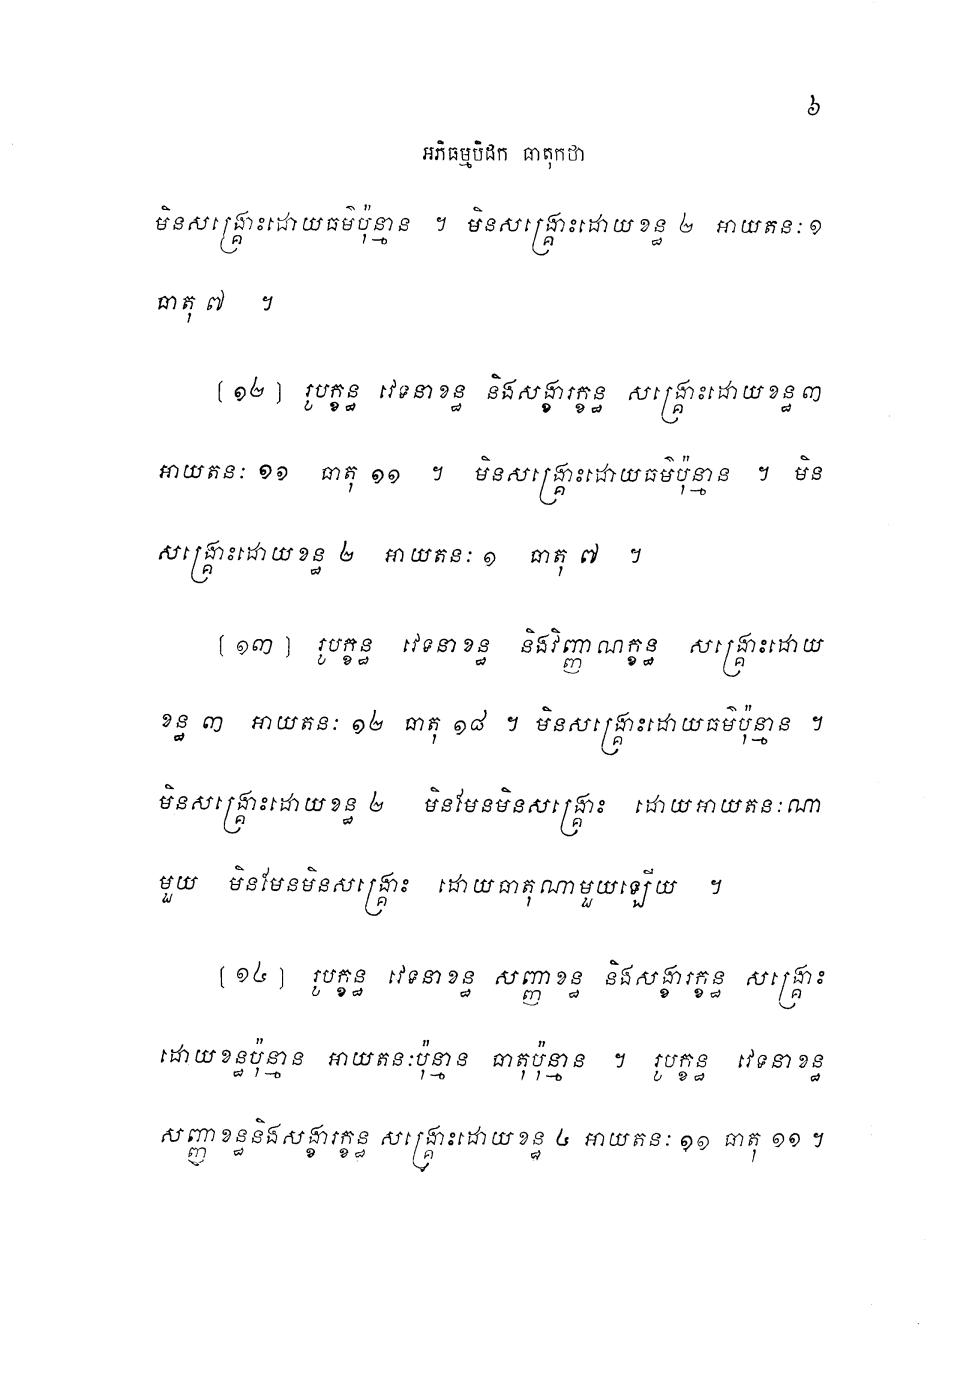 ៦
អភិធម្មបិដក ធាតុកថា
មិនសង្គ្រោះដោយធម៌ប៉ុន្មាន ។ មិនសង្គ្រោះដោយខន្ធ ២ អាយតនៈ ១
ធាតុ ៧ ។
[១២] រូបក្ខន្ធ វេទនាខន្ធ និងសង្ខារក្ខន្ធ សង្គ្រោះដោយខន្ធ ៣
អាយតនៈ ១១ ធាតុ ១១ ។ មិនសង្គ្រោះដោយធម៌ប៉ុន្មាន ។ មិន
សង្គ្រោះដោយខន្ធ ២ អាយតនៈ ១ ធាតុ ៧ ។
[១៣] រូបក្ខន្ធ វេទនាខន្ធ និងវិញ្ញាណក្ខន្ធ សង្គ្រោះដោយ
ខន្ធ ៣ អាយតនៈ ១២ ធាតុ ១៨ ។ មិនសង្គ្រោះដោយធម៌ប៉ុន្មាន ។
មិនសង្គ្រោះដោយខន្ធ ២ មិនមែនមិនសង្គ្រោះ ដោយអាយតនៈណា
មួយ មិនមែនមិនសង្គ្រោះ ដោយធាតុណាមួយឡើយ ។
[១៤] រូបក្ខន្ធ វេទនាខន្ធ សញ្ញាខន្ធ និងសង្ខារក្ខន្ធ សង្គ្រោះ
ដោយខន្ធប៉ុន្មាន អាយតនៈប៉ុន្មាន ធាតុប៉ុន្មាន ។ រូបក្ខន្ធ វេទនាខន្ធ
សញ្ញាខន្ធនិងសង្ខារក្ខន្ធ សង្គ្រោះដោយខន្ធ ៤ អាយតនៈ ១១ ធាតុ ១១ ។